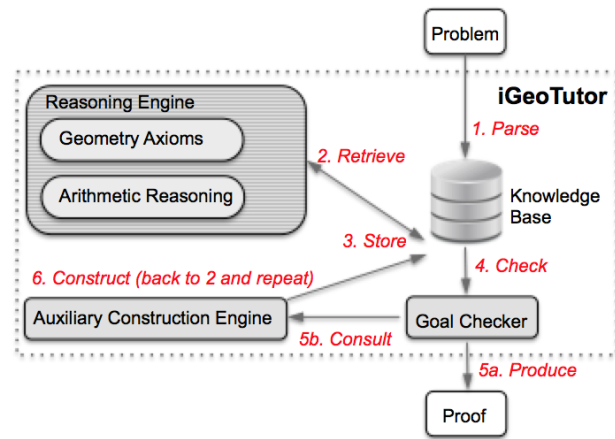 Problem
iGeoTutor
Reasoning Engine
Geometry Axioms
Arithmetic Reasoning
1. Parse
2. Retrieve
Knowledge
Base
3. Store
4. Check
6. Construct (back to 2 and repeat)
Auxiliary Construction Engine
Goal Checker
5b. Consult
5a. Produce
Proof